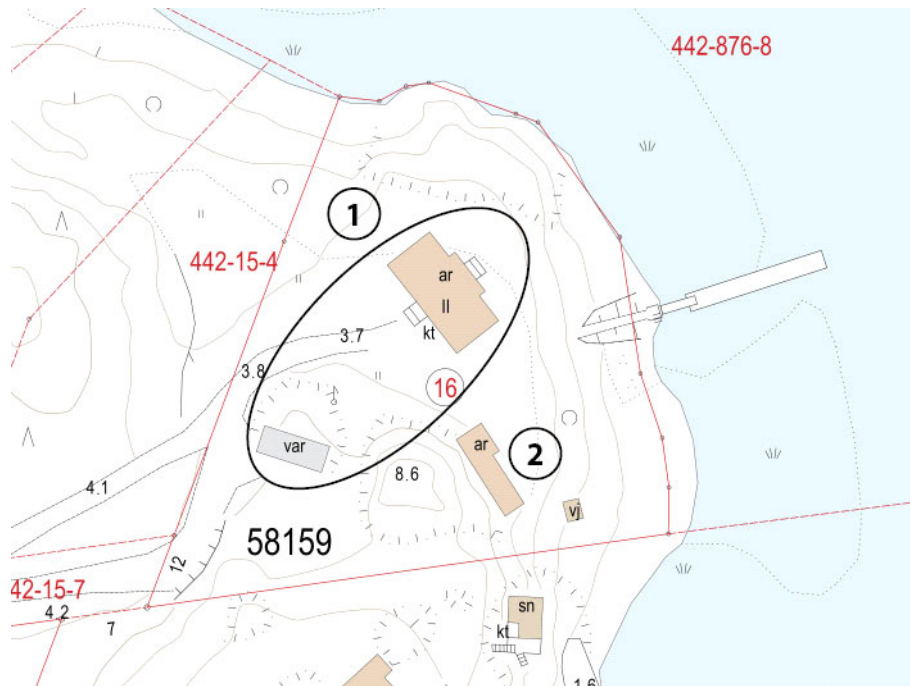 442-876-8
1
442-15-4
ar
II
kt
3.7
3.8
16
var
ar
2
8.6
4.1
vj
58159
12
42-15-7
4.2
7
sn
kt
1.6